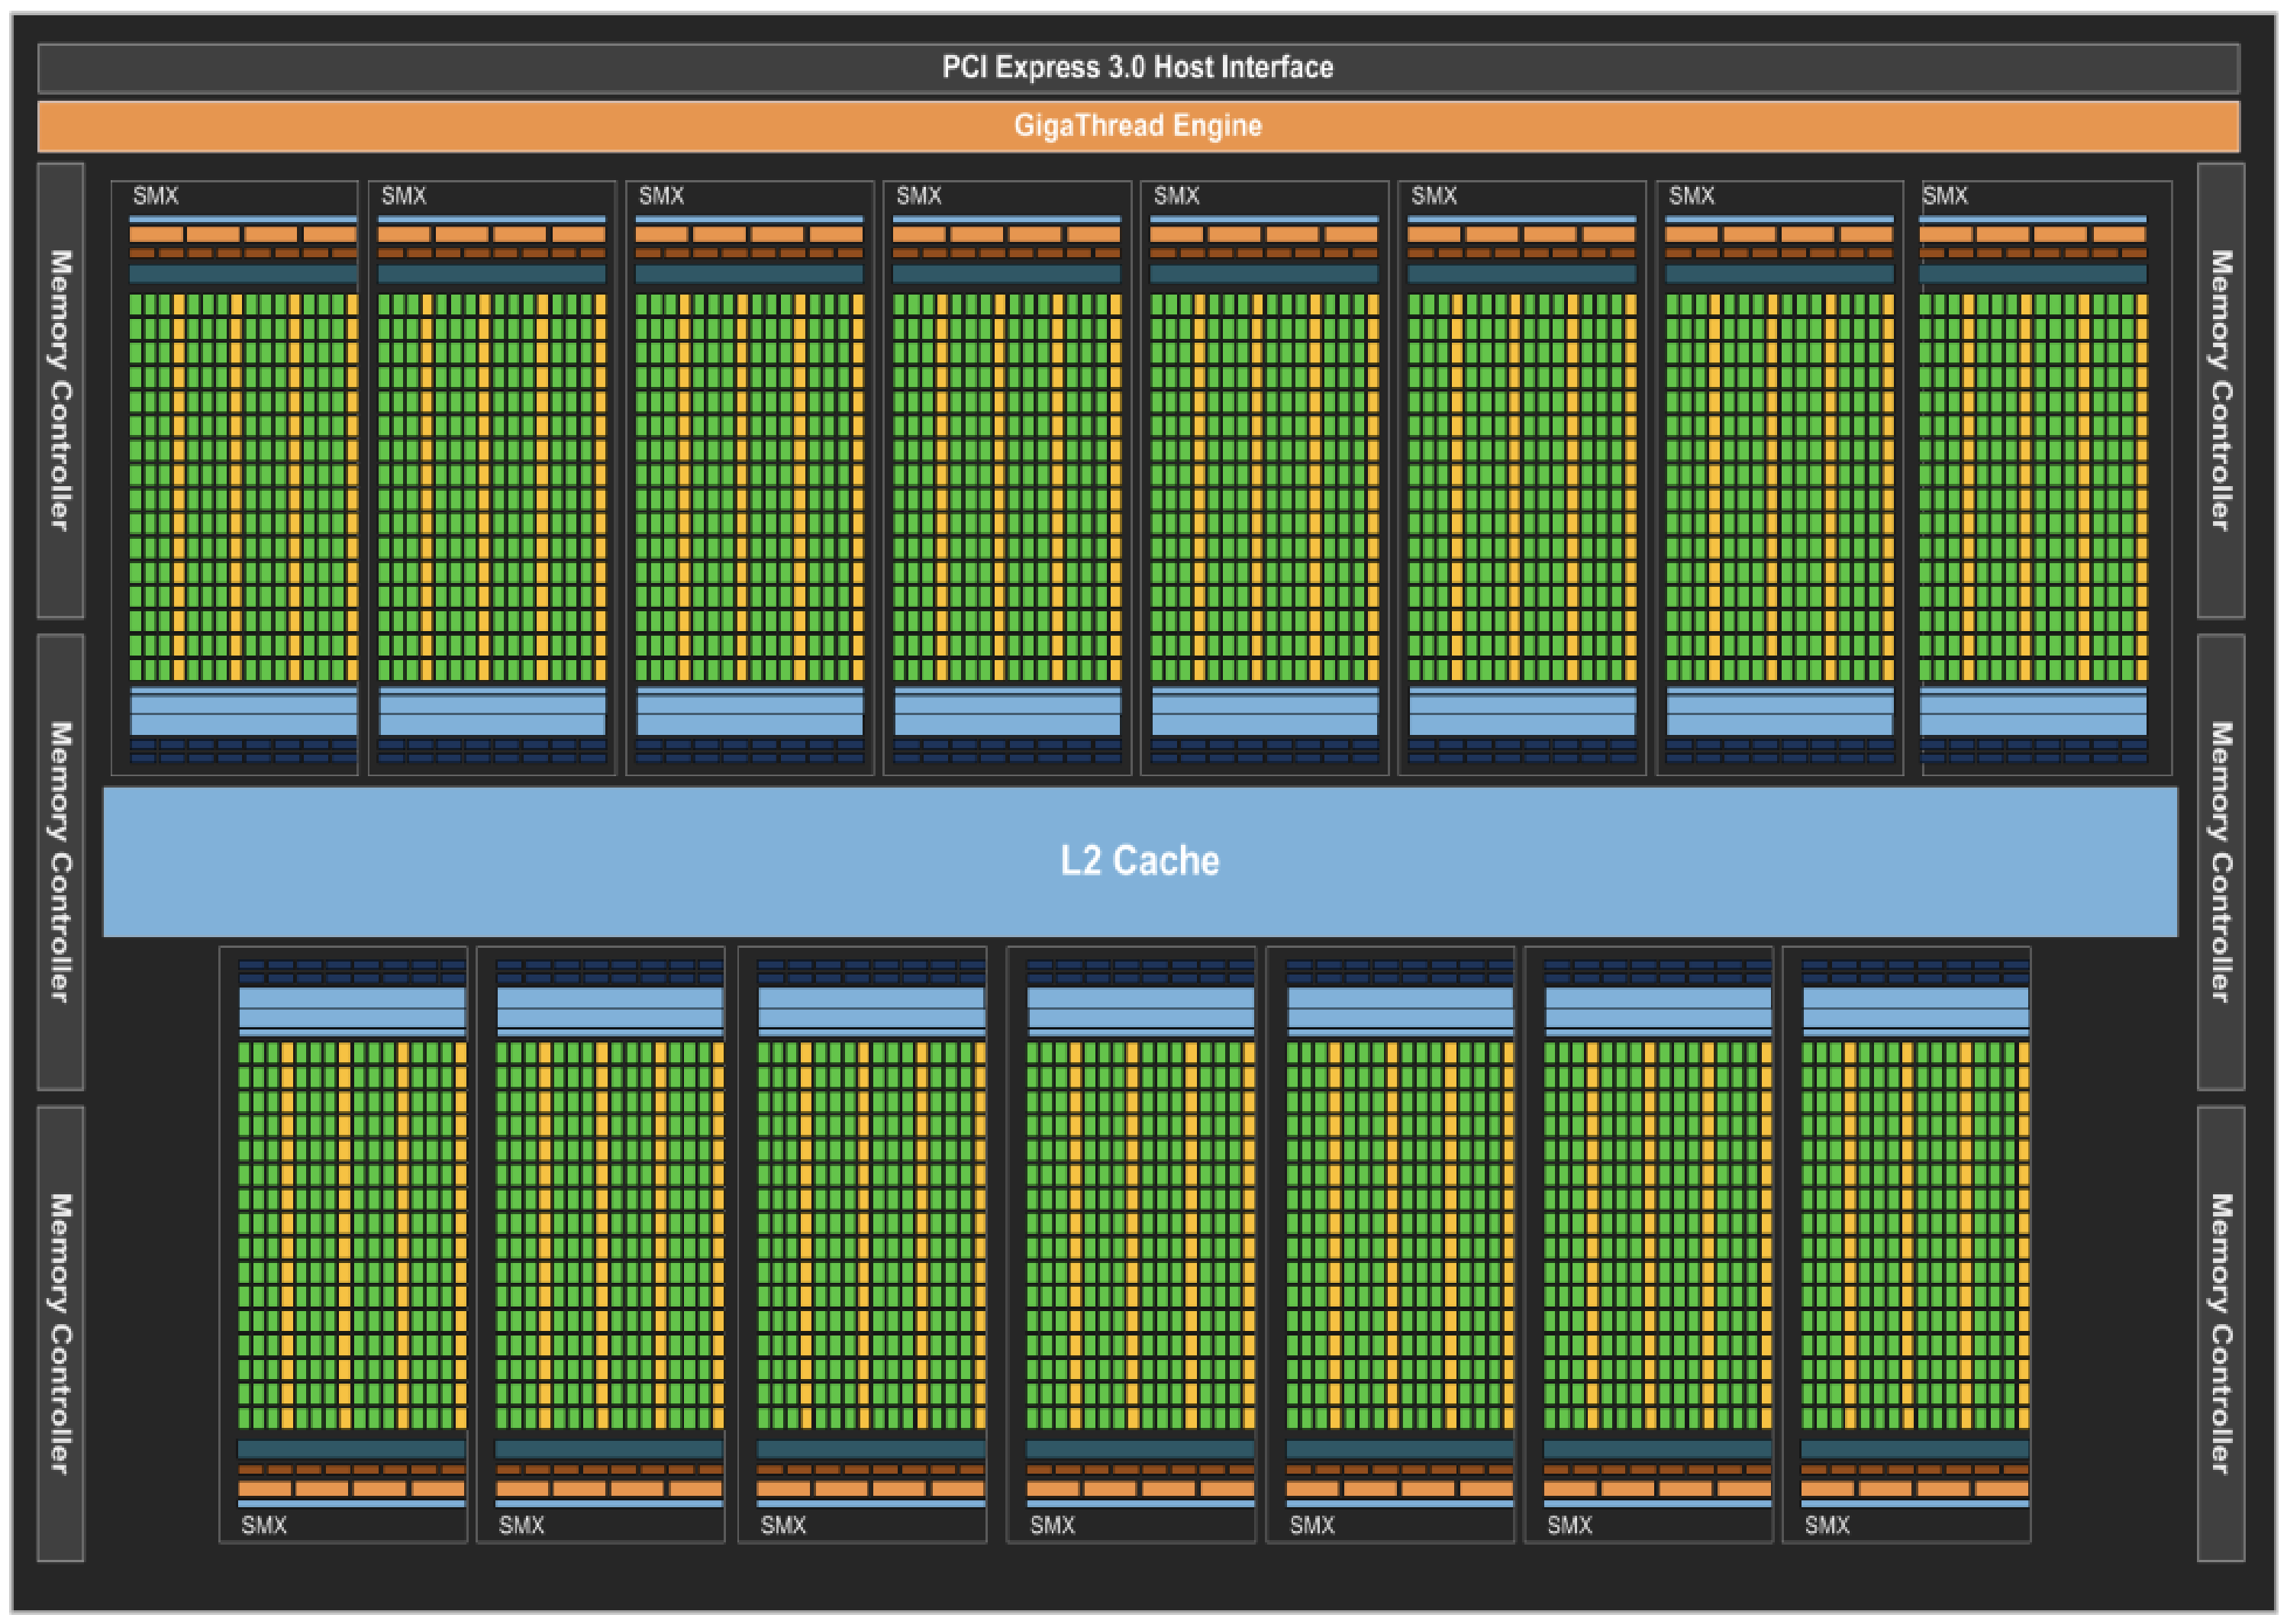 PCI Express 3.0 Host Interface
GigaThread Engine
Memory Controller
Memory Controller
Memory Controller
SMX
SMX
SMX
SMX
SMX
SMX
SMX
SMX
L2 Cache
SMX
SMX
SMX
SMX
SMX
SMX
SMX
Memory Controller
Memory Controller
Memory Controller